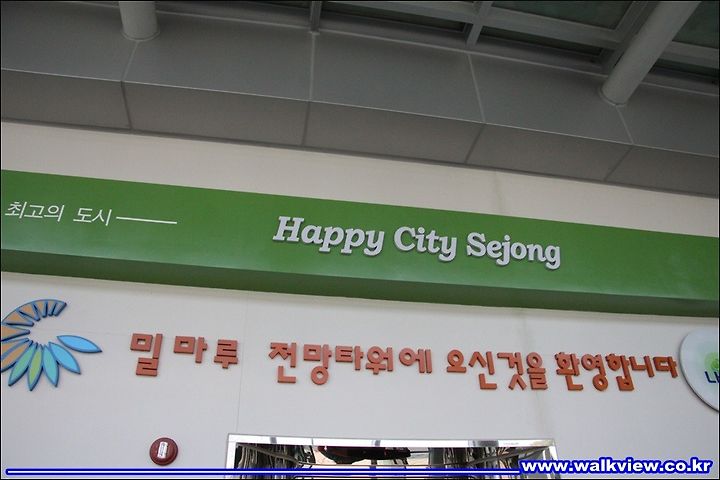 최고의 도시
Happy City Sejong
밀마루 전망타워에 오신것을 환영합니다
www.walkview.co.kr